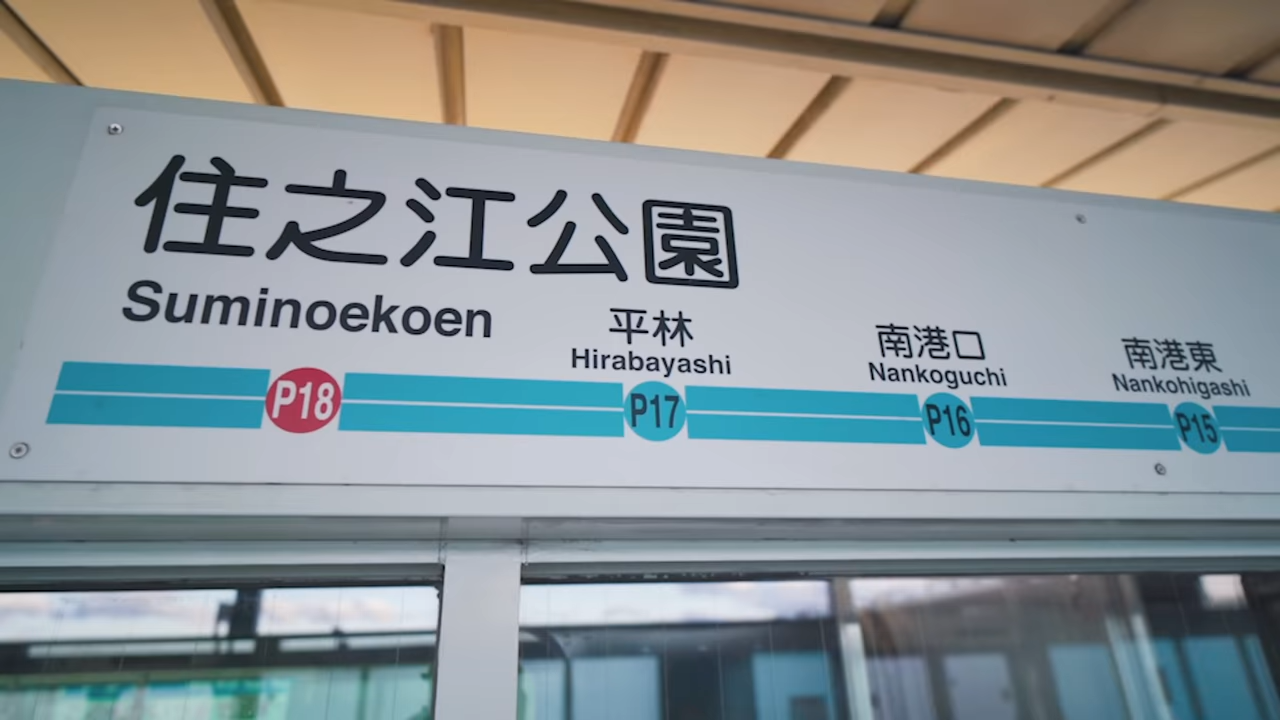 住之江公園
Suminoekoen
平林
Hirabayashi
南港口
Nankoguchi
南港東
Nankohigashi
P18
P17
P16
P15